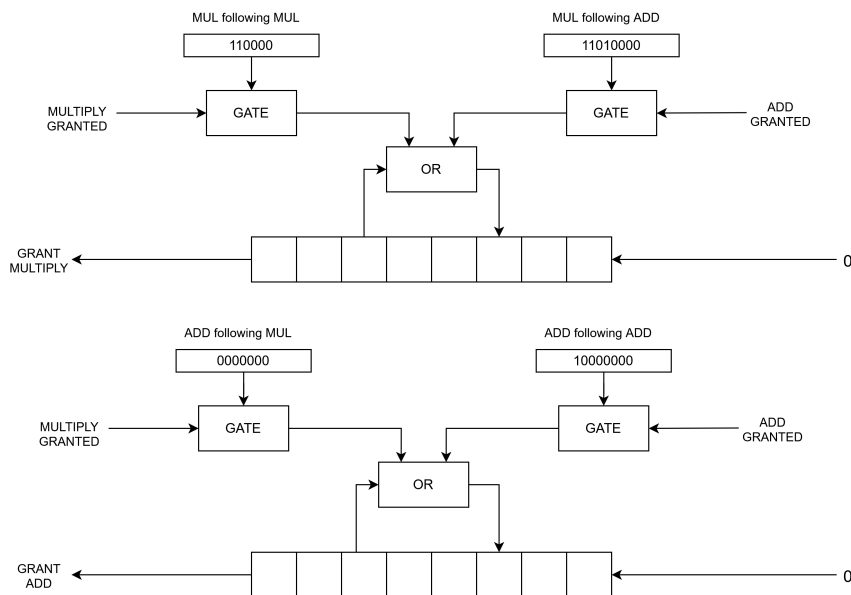 MUL following MUL
MUL following ADD
110000
11010000
MULTIPLY
GRANTED
GATE
GATE
ADD
GRANTED
OR
GRANT
MULTIPLY
0
ADD following MUL
ADD following ADD
0000000
10000000
MULTIPLY
GRANTED
GATE
GATE
ADD
GRANTED
OR
GRANT
ADD
0